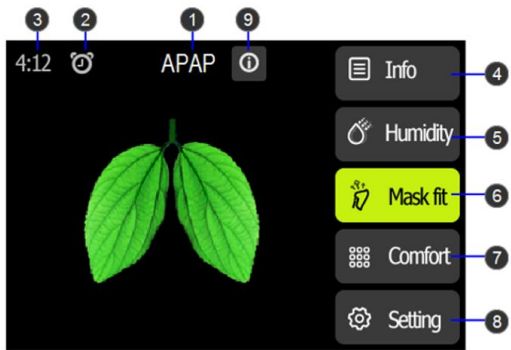 3 2 1 9
4:12 APAP
Info 4
Humidity 5
Mask fit 6
Comfort 7
Setting 8